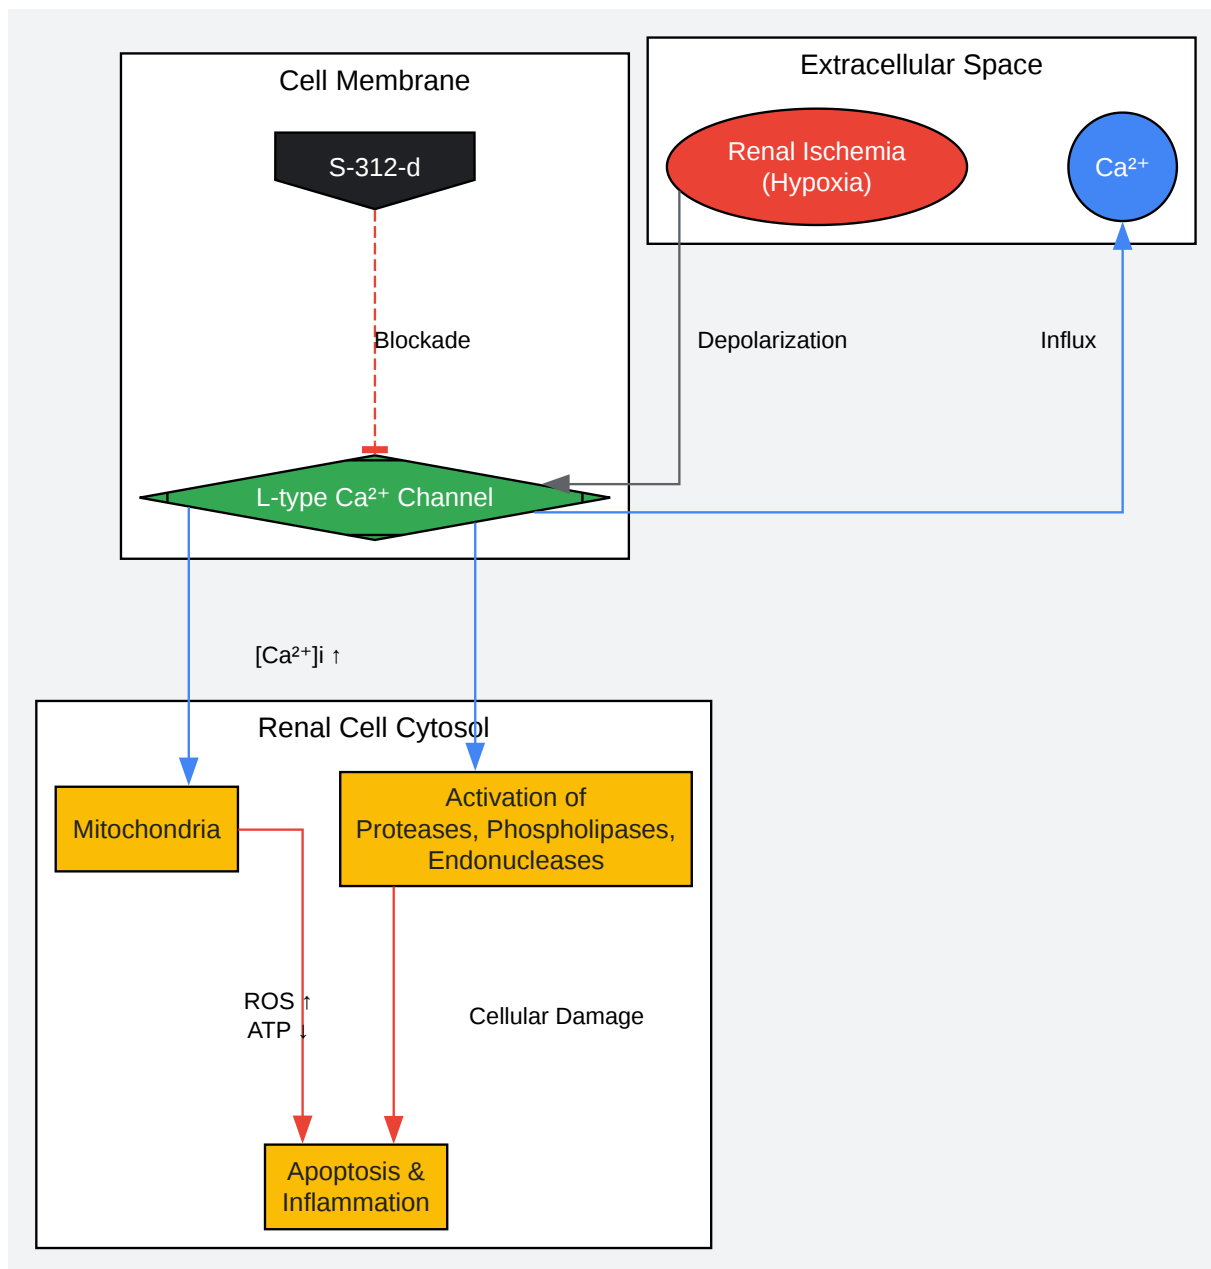 Cell Membrane
Extracellular Space
S-312-d
Renal Ischemia
(Hypoxia)
Ca²⁺
Blockade
Depolarization
Influx
L-type Ca²⁺ Channel
[Ca²⁺]i ↑
Renal Cell Cytosol
Mitochondria
Activation of
Proteases, Phospholipases,
Endonucleases
ROS ↑
ATP ↓
Cellular Damage
Apoptosis &
Inflammation